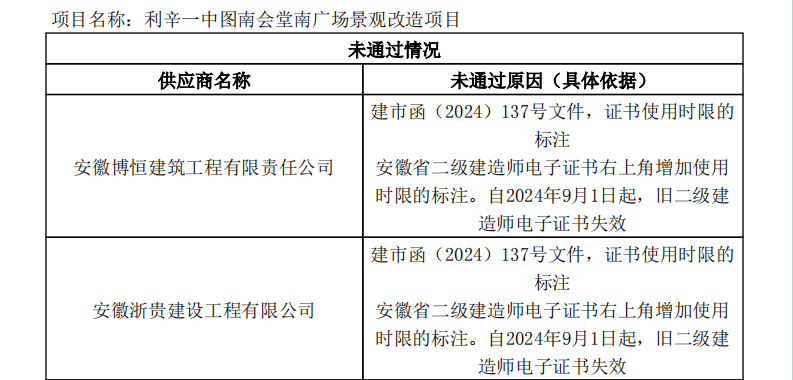 项目名称：利辛一中图南会堂南广场景观改造项目
未通过情况
供应商名称
未通过原因（具体依据）
安徽博恒建筑工程有限责任公司
建市函（2024）137号文件，证书使用时限的
标注
安徽省二级建造师电子证书右上角增加使用
时限的标注。自2024年9月1日起，旧二级建
造师电子证书失效
安徽浙贵建设工程有限公司
建市函（2024）137号文件，证书使用时限的
标注
安徽省二级建造师电子证书右上角增加使用
时限的标注。自2024年9月1日起，旧二级建
造师电子证书失效